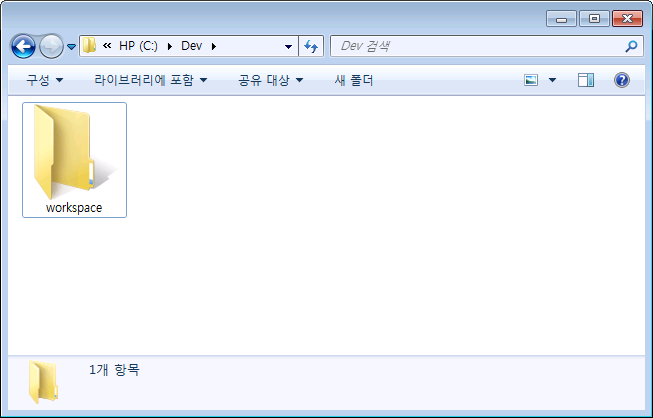 « HP (C:) ▸ Dev ▸ Dev 검색
구성 라이브러리에 포함 공유 대상 새 폴더
workspace
1개 항목